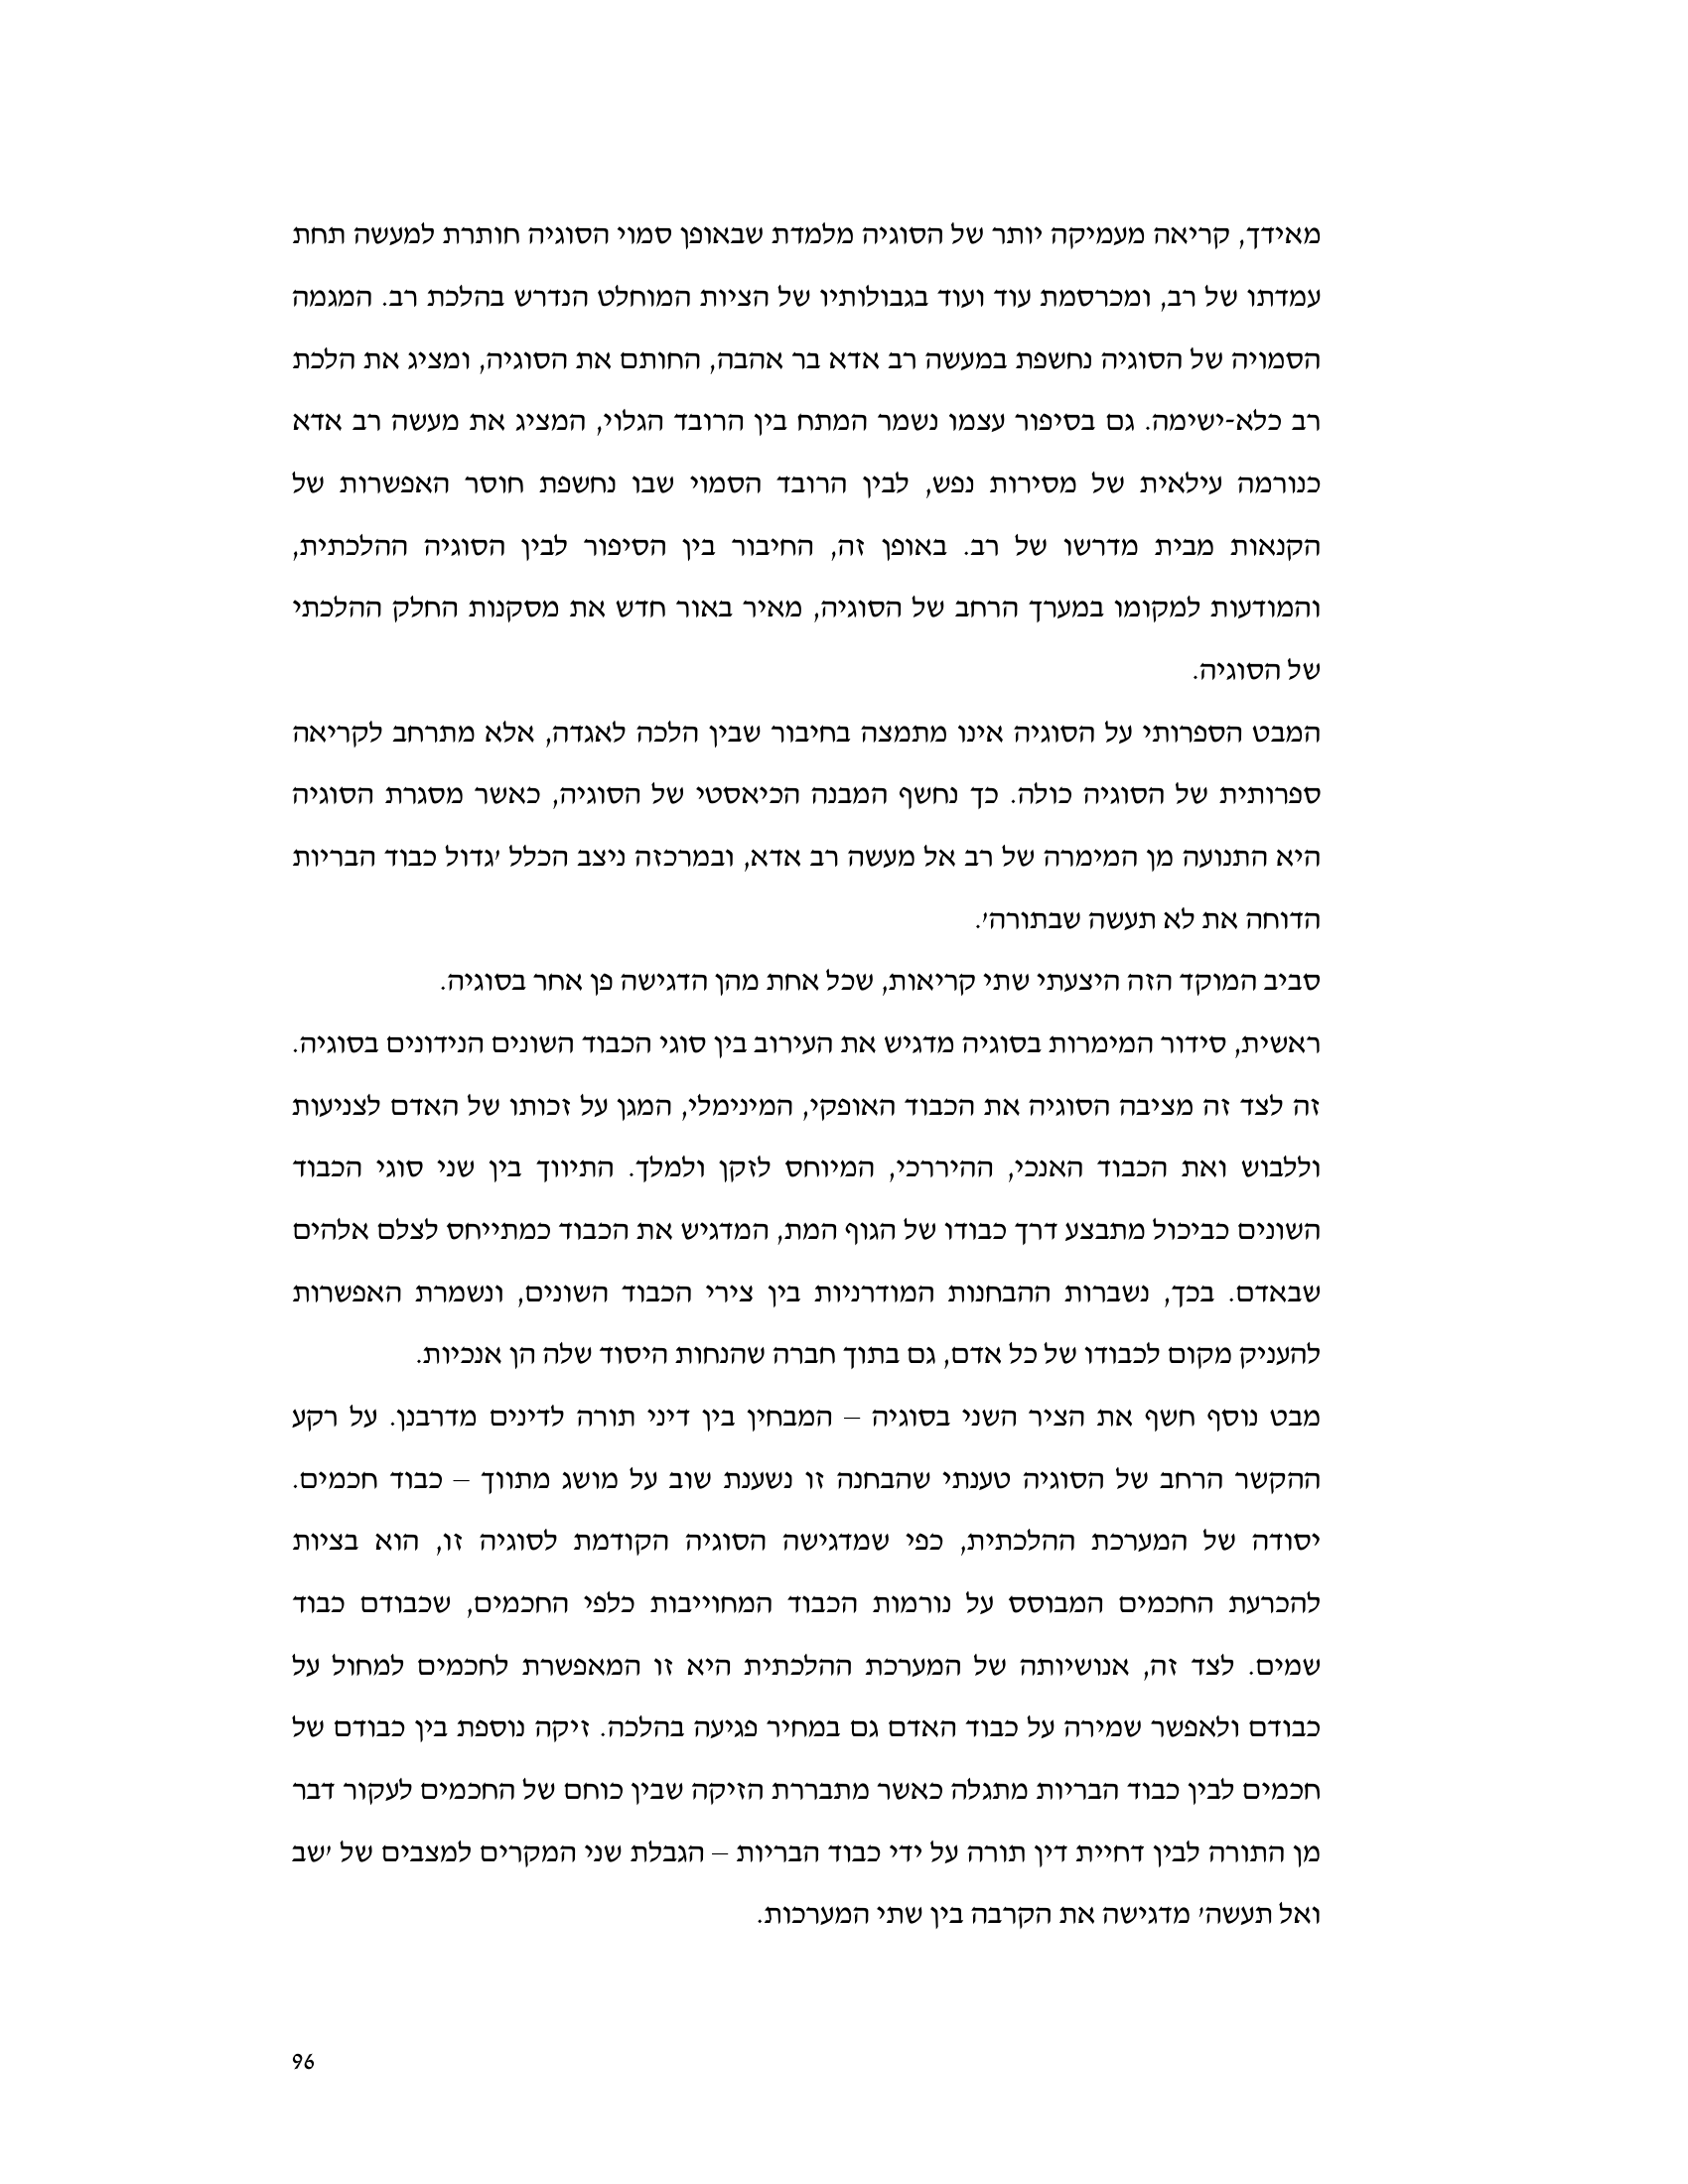 מאידך, קריאה מעמיקה יותר של הסוגיה מלמדת שבאופן סמוי הסוגיה חותרת למעשה תחת
עמדתו של רב, ומכרסמת עוד ועוד בגבולותיו של הציות המוחלט הנדרש בהלכת רב. המגמה
הסמויה של הסוגיה נחשפת במעשה רב אדא בר אהבה, החותם את הסוגיה, ומציג את הלכת
רב כלא-ישימה. גם בסיפור עצמו נשמר המתח בין הרובד הגלוי, המציג את מעשה רב אדא
כנורמה עילאית של מסירות נפש, לבין הרובד הסמוי שבו נחשפת חוסר האפשרות של
הקנאות מבית מדרשו של רב. באופן זה, החיבור בין הסיפור לבין הסוגיה ההלכתית,
והמודעות למקומו במערך הרחב של הסוגיה, מאיר באור חדש את מסקנות החלק ההלכתי
של הסוגיה.
המבט הספרותי על הסוגיה אינו מתמצה בחיבור שבין הלכה לאגדה, אלא מתרחב לקריאה
ספרותית של הסוגיה כולה. כך נחשף המבנה הכיאסטי של הסוגיה, כאשר מסגרת הסוגיה
היא התנועה מן המימרה של רב אל מעשה רב אדא, ובמרכזה ניצב הכלל 'גדול כבוד הבריות
הדוחה את לא תעשה שבתורה'.
סביב המוקד הזה היצעתי שתי קריאות, שכל אחת מהן הדגישה פן אחר בסוגיה.
ראשית, סידור המימרות בסוגיה מדגיש את העירוב בין סוגי הכבוד השונים הנידונים בסוגיה.
זה לצד זה מציבה הסוגיה את הכבוד האופקי, המינימלי, המגן על זכותו של האדם לצניעות
וללבוש ואת הכבוד האנכי, ההיררכי, המיוחס לזקן ולמלך. התיווך בין שני סוגי הכבוד
השונים כביכול מתבצע דרך כבודו של הגוף המת, המדגיש את הכבוד כמתייחס לצלם אלהים
שבאדם. בכך, נשברות ההבחנות המודרניות בין צירי הכבוד השונים, ונשמרת האפשרות
להעניק מקום לכבודו של כל אדם, גם בתוך חברה שהנחות היסוד שלה הן אנכיות.
מבט נוסף חשף את הציר השני בסוגיה – המבחין בין דיני תורה לדינים מדרבנן. על רקע
ההקשר הרחב של הסוגיה טענתי שהבחנה זו נשענת שוב על מושג מתווך – כבוד חכמים.
יסודה של המערכת ההלכתית, כפי שמדגישה הסוגיה הקודמת לסוגיה זו, הוא בציות
להכרעת החכמים המבוסס על נורמות הכבוד המחוייבות כלפי החכמים, שכבודם כבוד
שמים. לצד זה, אנושיותה של המערכת ההלכתית היא זו המאפשרת לחכמים למחול על
כבודם ולאפשר שמירה על כבוד האדם גם במחיר פגיעה בהלכה. זיקה נוספת בין כבודם של
חכמים לבין כבוד הבריות מתגלה כאשר מתבררת הזיקה שבין כוחם של החכמים לעקור דבר
מן התורה לבין דחיית דין תורה על ידי כבוד הבריות – הגבלת שני המקרים למצבים של 'שב
ואל תעשה' מדגישה את הקרבה בין שתי המערכות.
96